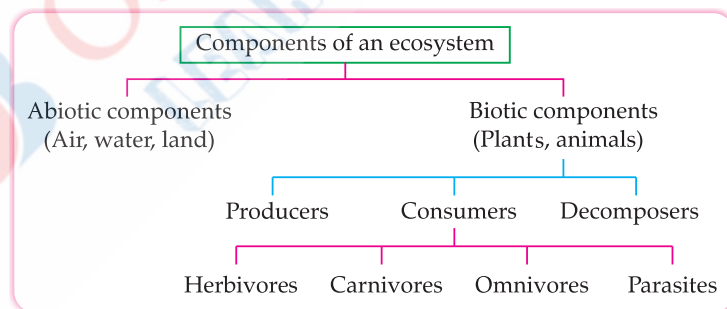 Components of an ecosystem
Abiotic components
(Air, water, land)
Biotic components
(Plants, animals)
Producers
Consumers
Decomposers
Herbivores
Carnivores
Omnivores
Parasites